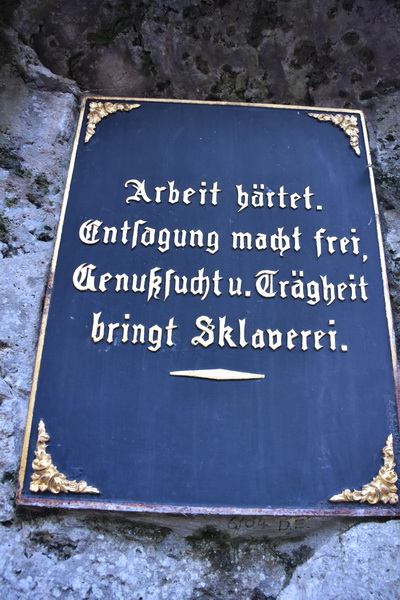 Arbeit härtet.
Entſagung macht frei,
Genußſucht u. Trägheit
bringt Sklaverei.